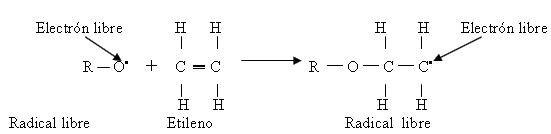 Electrón libre H H H H Electrón libre
R – O• + C = C R – O – C – C•
H H H H
Radical libre Etileno Radical libre